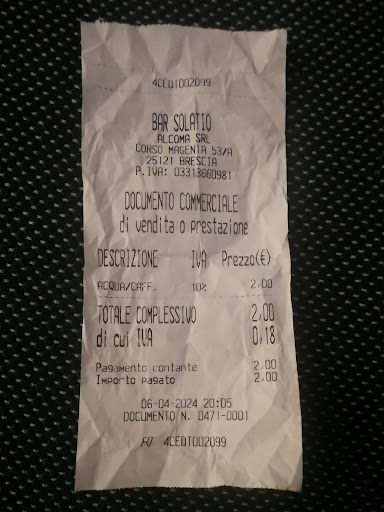 4CEDI002099
BAR SOLATIO
ALCOMA SRL
CORSO MAGENTA 53/A
25121 BRESCIA
P.IVA: 03313660981
DOCUMENTO COMMERCIALE
di vendita o prestazione
DESCRIZIONE IVA Prezzo(€)
ACQUA/CAFF. 10% 2,00
TOTALE COMPLESSIVO 2,00
di cui IVA 0,18
Pagamento contante 2,00
Importo pagato 2,00
06-04-2024 20:05
DOCUMENTO N. 0471-0001
RT 4CEDI002099